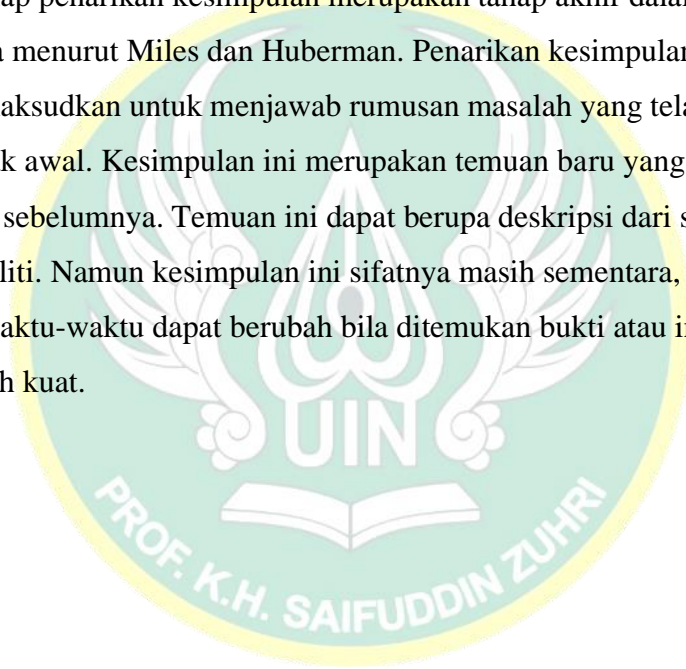 ap penarikan kesimpulan merupakan tahap akhir dala
a menurut Miles dan Huberman. Penarikan kesimpulan
aksudkan untuk menjawab rumusan masalah yang tela
k awal. Kesimpulan ini merupakan temuan baru yang
sebelumnya. Temuan ini dapat berupa deskripsi dari s
liti. Namun kesimpulan ini sifatnya masih sementara,
aktu-waktu dapat berubah bila ditemukan bukti atau i
h kuat.
UIN
PROF. K.H. SAIFUDDIN ZUHRI